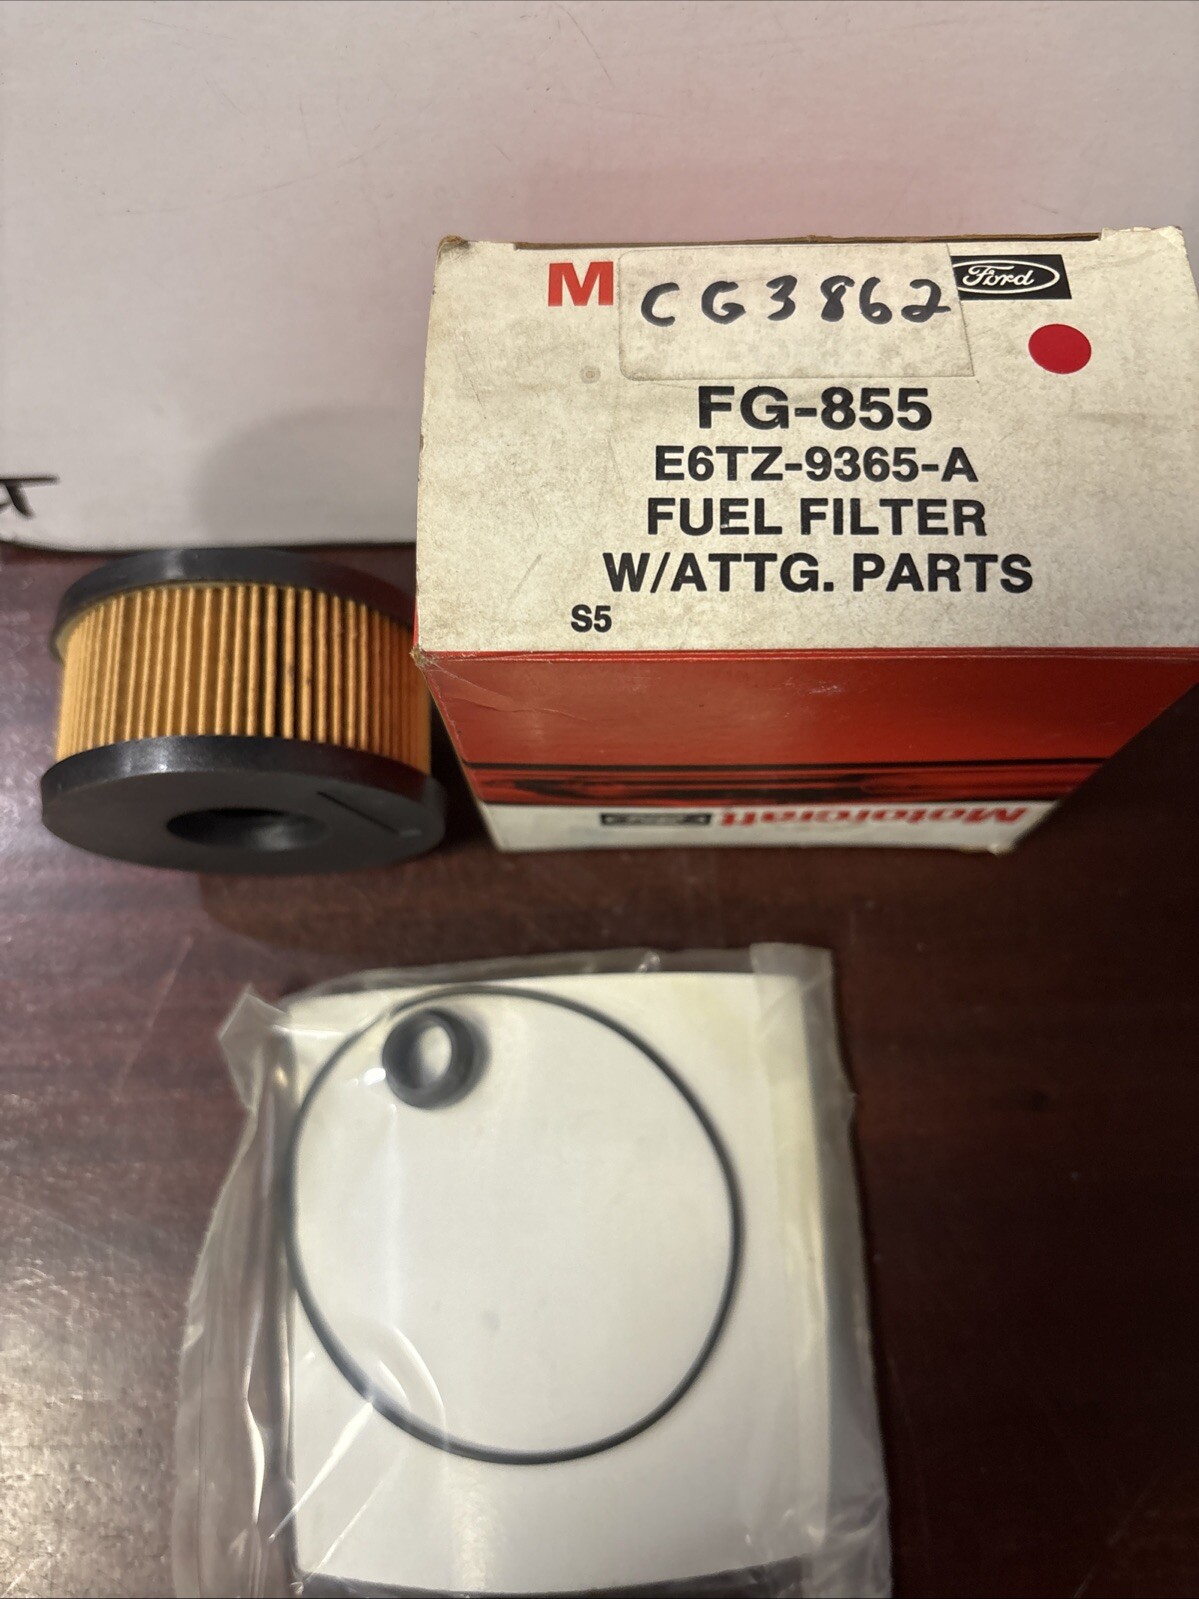 M
CG3862
Ford
FG-855
E6TZ-9365-A
FUEL FILTER
W/ATTG. PARTS
S5
Motorcraft